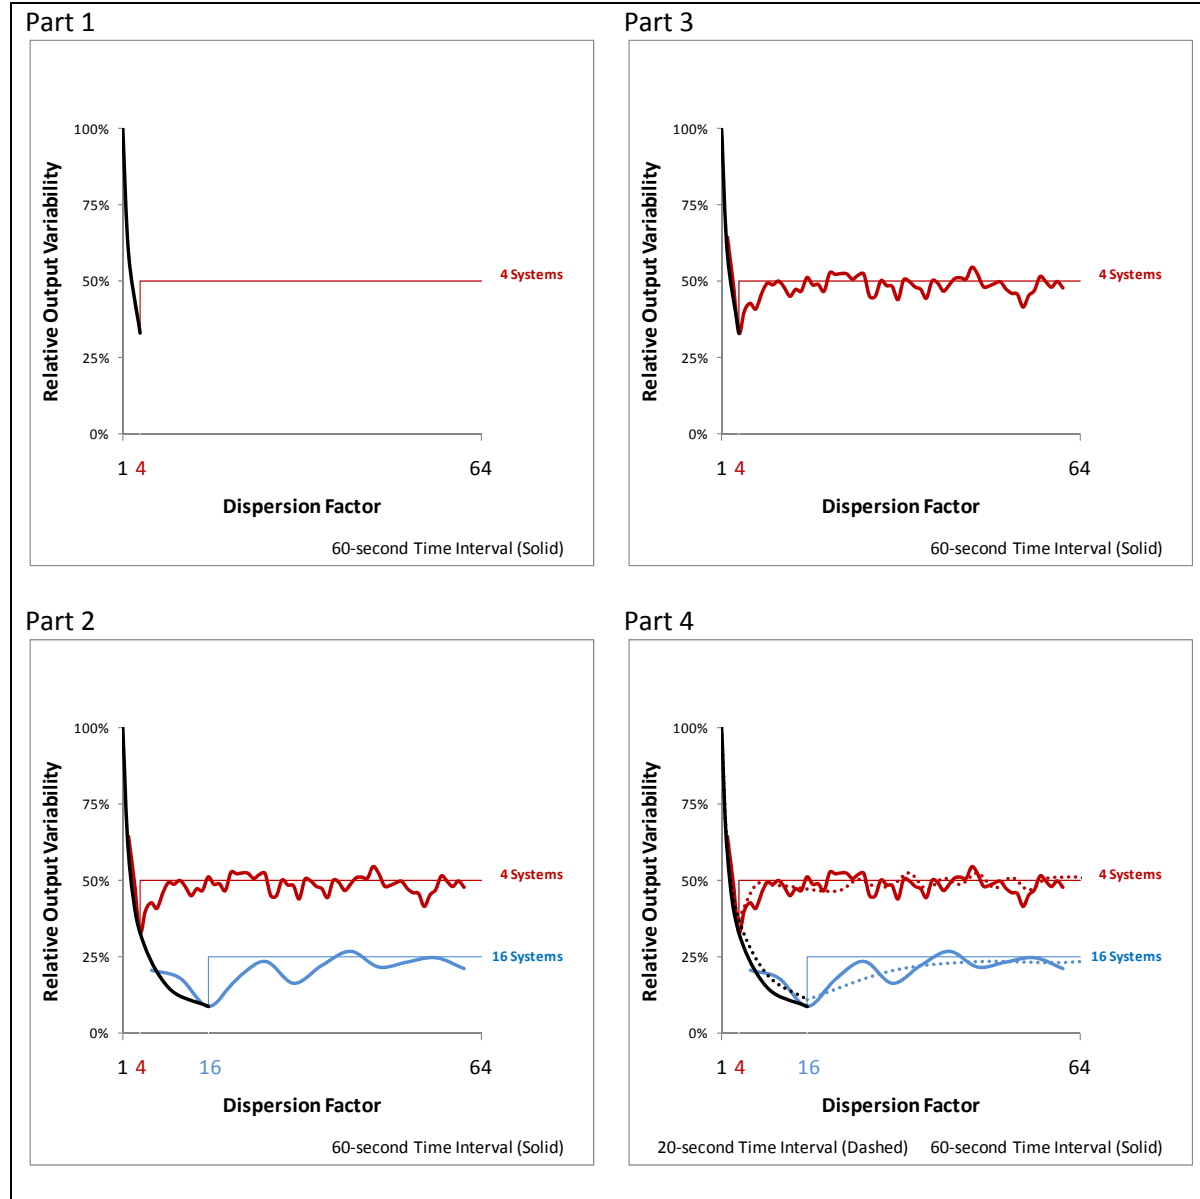 Part 1
Relative Output Variability
100%
75%
50%
25%
0%
4 Systems
1 4 64
Dispersion Factor
60-second Time Interval (Solid)
Part 3
Relative Output Variability
100%
75%
50%
25%
0%
4 Systems
1 4 64
Dispersion Factor
60-second Time Interval (Solid)
Part 2
Relative Output Variability
100%
75%
50%
25%
0%
4 Systems
16 Systems
1 4 16 64
Dispersion Factor
60-second Time Interval (Solid)
Part 4
Relative Output Variability
100%
75%
50%
25%
0%
4 Systems
16 Systems
1 4 16 64
Dispersion Factor
20-second Time Interval (Dashed) 60-second Time Interval (Solid)